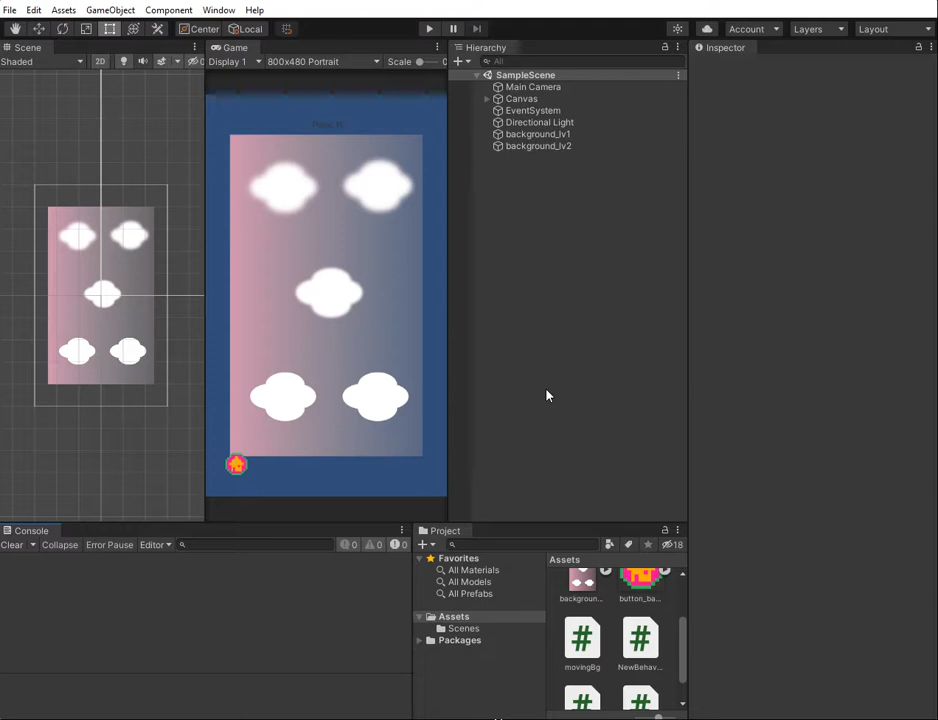 File Edit Assets GameObject Component Window Help
Center Local Account Layers Layout
Scene Game Hierarchy Inspector
Shaded 2D 0 Display 1 800x480 Portrait Scale All
SampleScene
Main Camera
Canvas
EventSystem
Directional Light
background_lv1
background_lv2
Console Project
Clear Collapse Error Pause Editor 0 0 0 18
Favorites Assets
All Materials
All Models
All Prefabs
backgroun... button_ba...
Assets
Scenes
Packages
movingBg NewBehav...